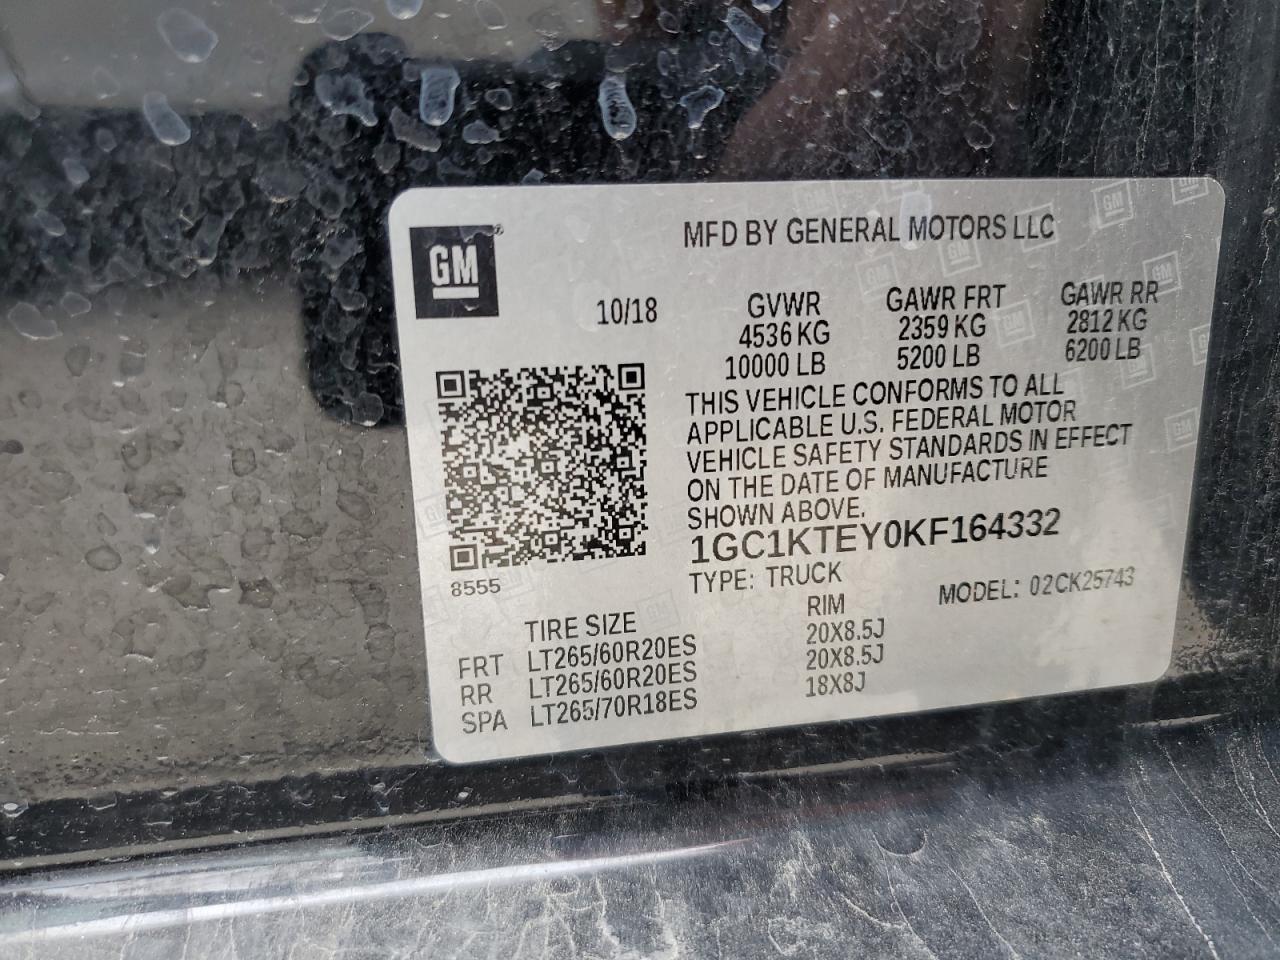 GM
MFD BY GENERAL MOTORS LLC
10/18
GVWR GAWR FRT GAWR RR
4536 KG 2359 KG 2812 KG
10000 LB 5200 LB 6200 LB
THIS VEHICLE CONFORMS TO ALL
APPLICABLE U.S. FEDERAL MOTOR
VEHICLE SAFETY STANDARDS IN EFFECT
ON THE DATE OF MANUFACTURE
SHOWN ABOVE.
1GC1KTEY0KF164332
8555
TYPE: TRUCK MODEL: 02CK25743
TIRE SIZE RIM
FRT LT265/60R20ES 20X8.5J
RR LT265/60R20ES 20X8.5J
SPA LT265/70R18ES 18X8J